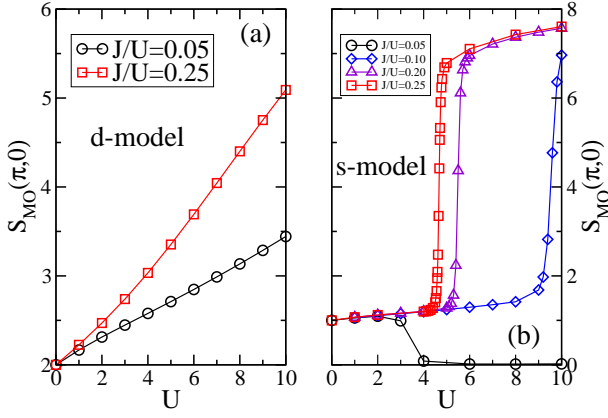 (a)
J/U=0.05
J/U=0.25
d-model
S_MO(π,0)
6
5
4
3
2
0 2 4 6 8 10
U
J/U=0.05
J/U=0.10
J/U=0.20
J/U=0.25
s-model
(b)
8
6
4
2
0
S_MO(π,0)
0 2 4 6 8 10
U